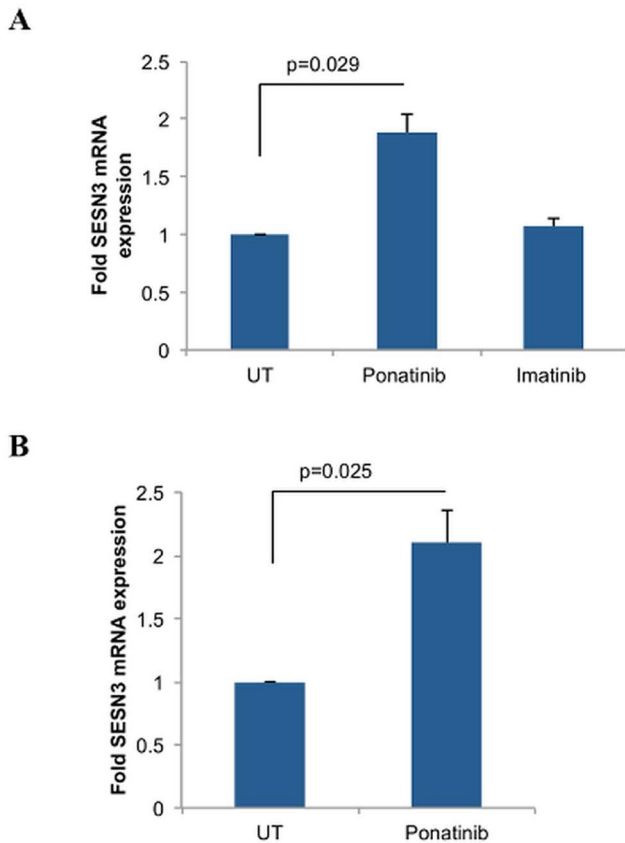 A
p=0.029
2.5
2
1.5
1
0.5
0
Fold SESN3 mRNA
expression
UT Ponatinib Imatinib
B
p=0.025
2.5
2
1.5
1
0.5
0
Fold SESN3 mRNA expression
UT Ponatinib